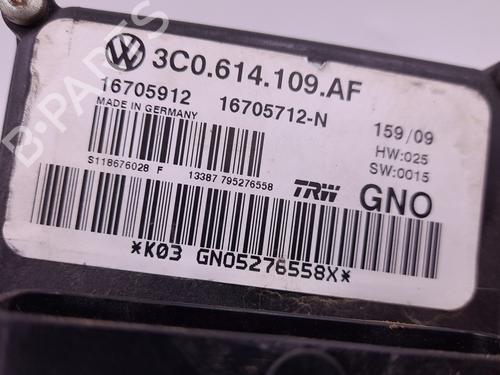 3C0.614.109.AF
16705912 16705712-N
MADE IN GERMANY
159/09
HW:025
SW:0015
S118676028 F 13387 795276558
TRW GNO
*K03 GN05276558X*
B-PARTS